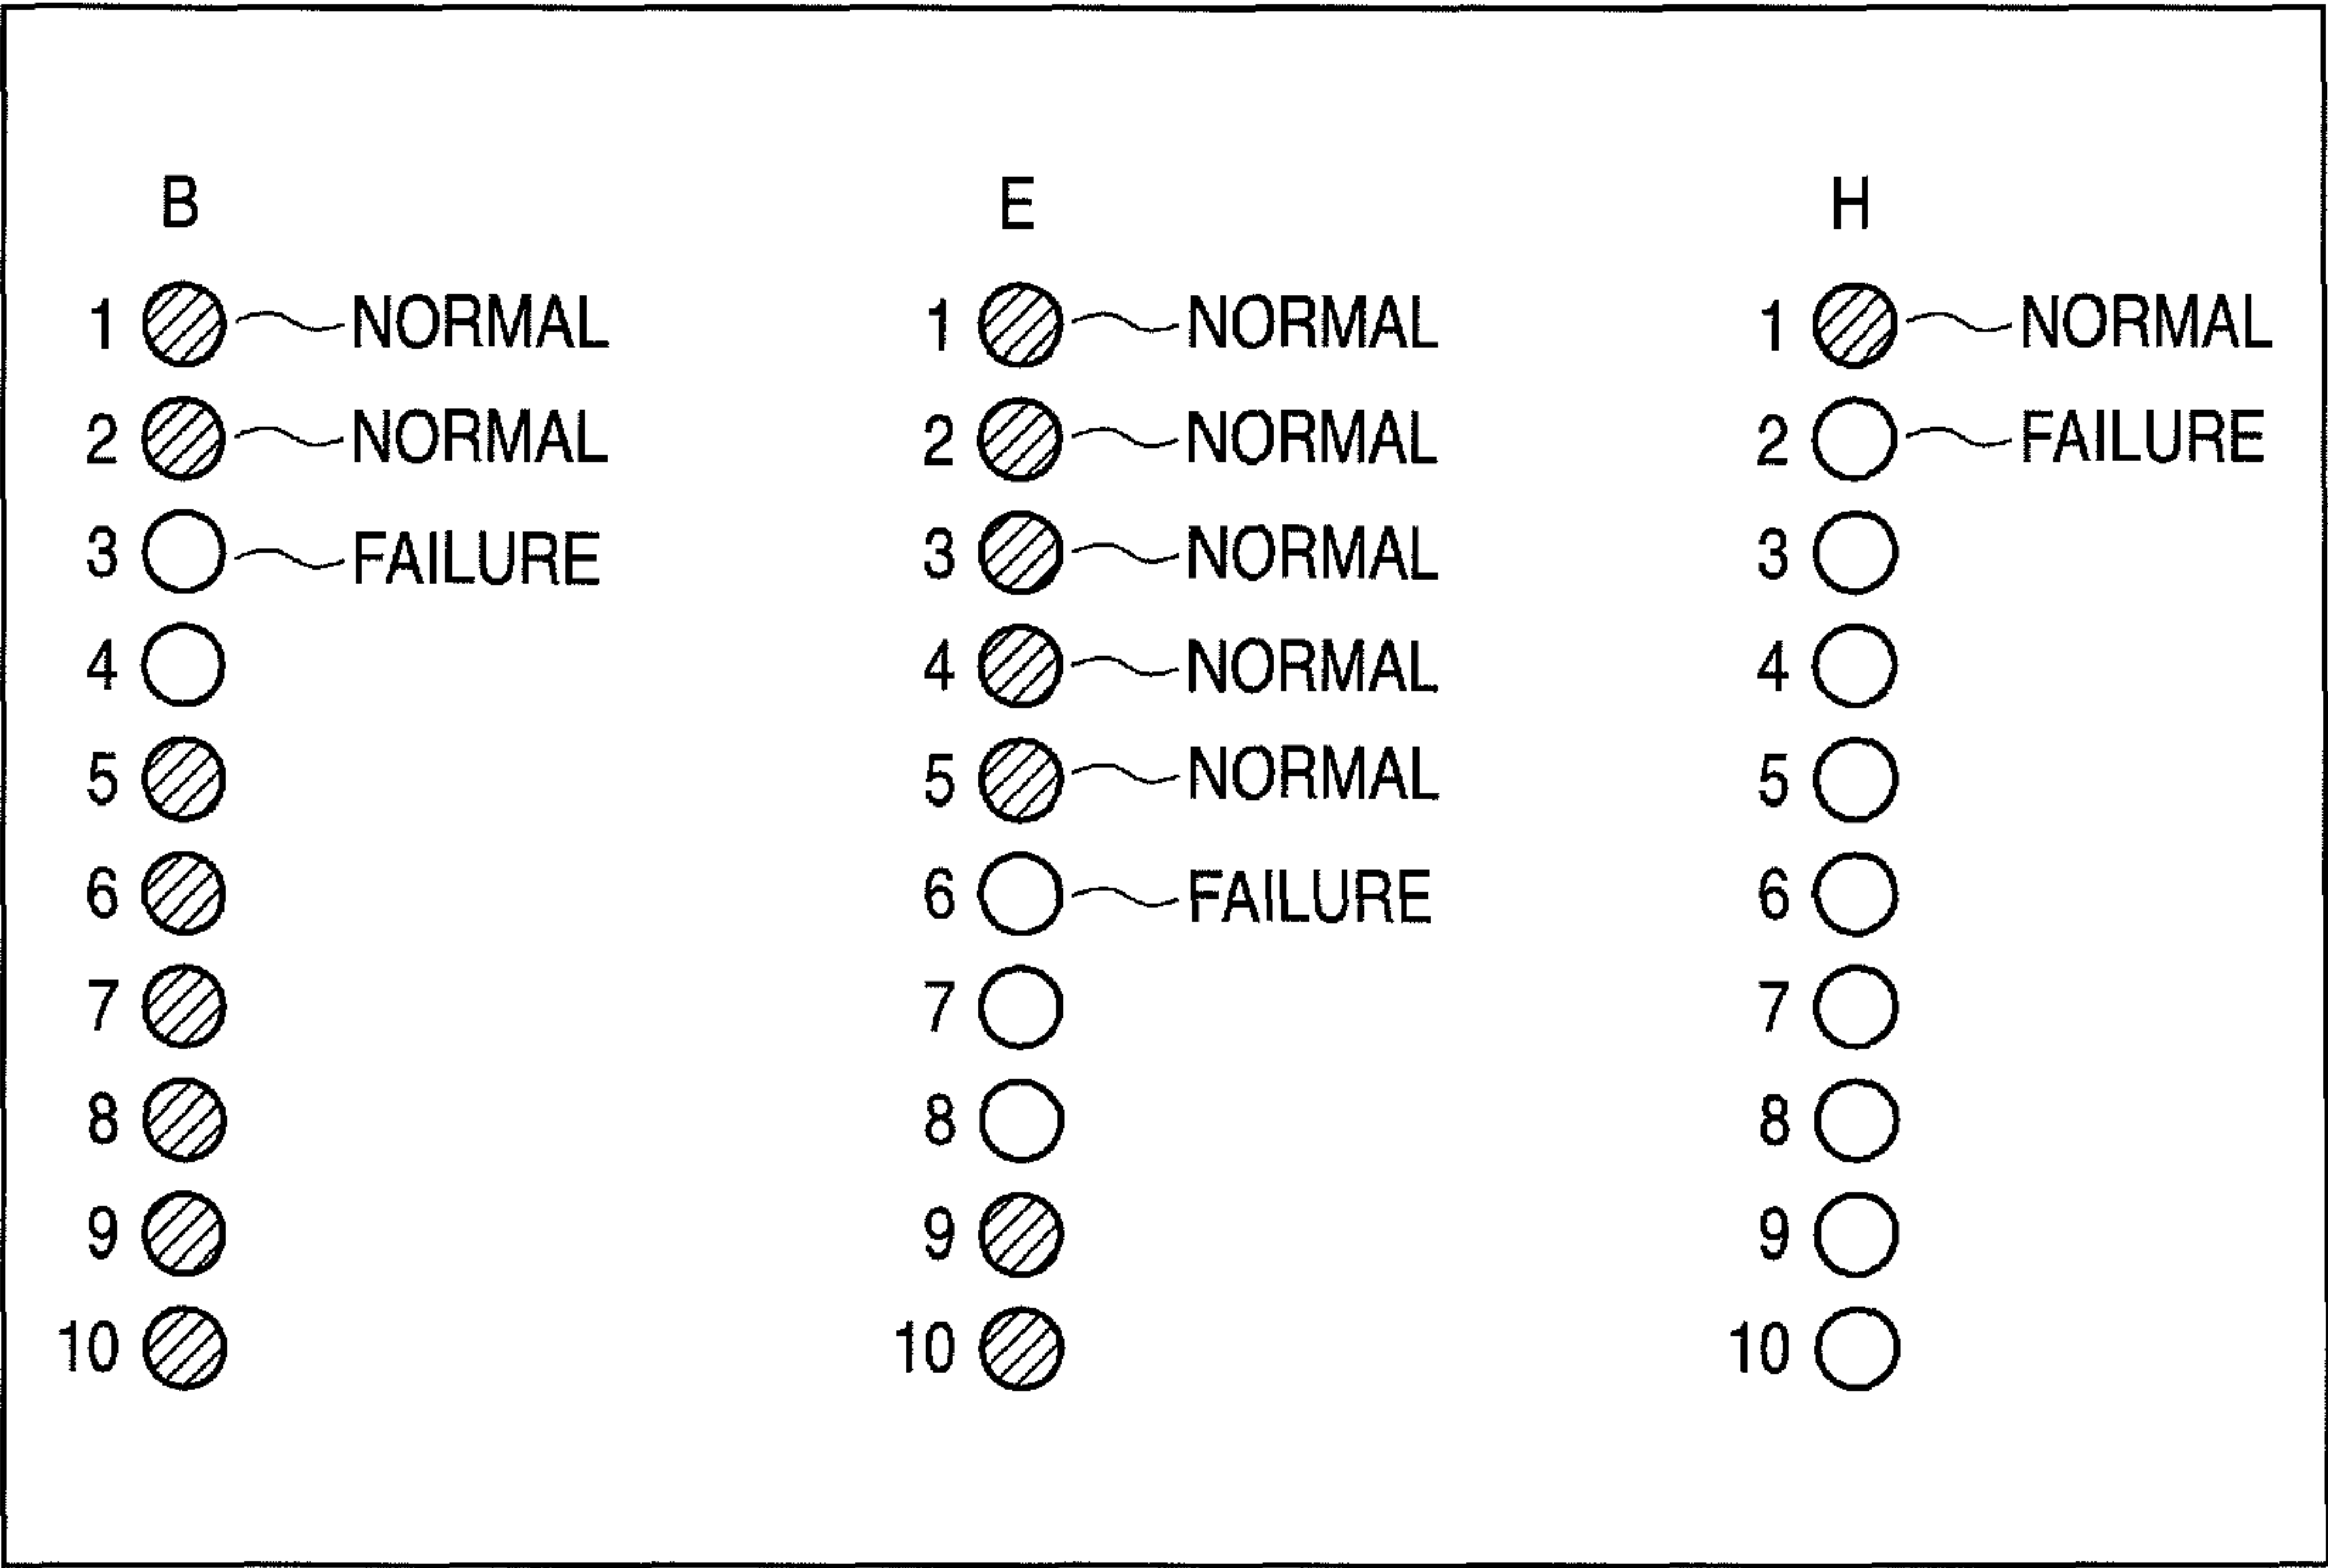 B E H
1 NORMAL 1 NORMAL 1 NORMAL
2 NORMAL 2 NORMAL 2 FAILURE
3 FAILURE 3 NORMAL 3
4 4 NORMAL 4
5 5 NORMAL 5
6 6 FAILURE 6
7 7 7
8 8 8
9 9 9
10 10 10